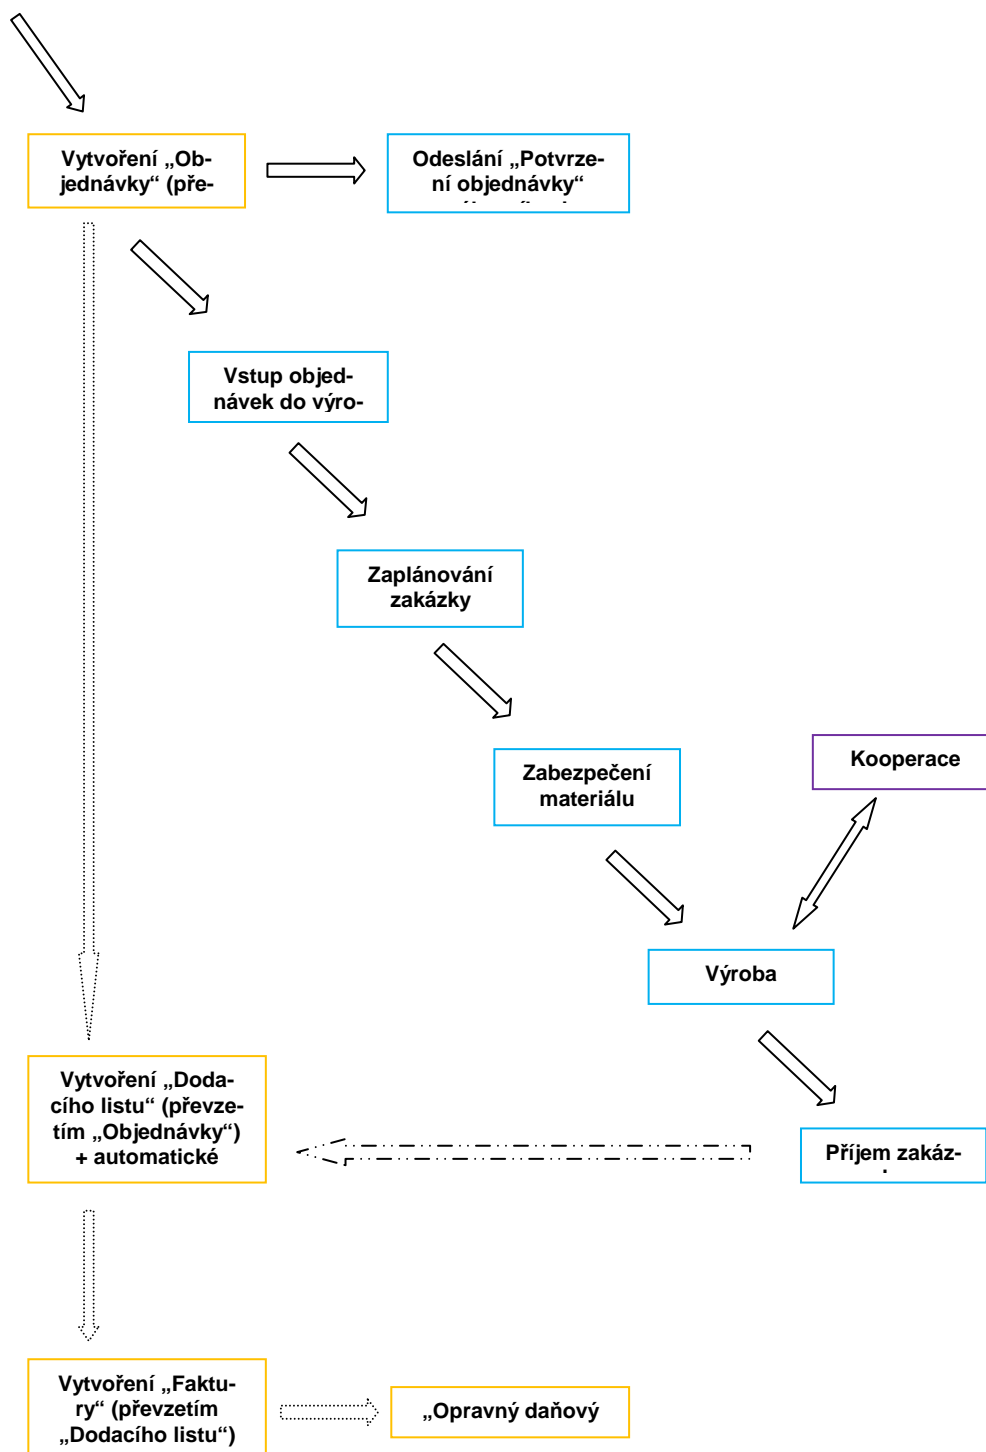 Vytvoření „Ob-
jednávky“ (pře-
Odeslání „Potvrze-
ní objednávky“
Vstup objed-
návek do výro-
Zaplánování
zakázky
Zabezpečení
materiálu
Kooperace
Výroba
Vytvoření „Doda-
cího listu“ (převze-
tím „Objednávky“)
+ automatické
Příjem zakáz-
Vytvoření „Faktu-
ry“ (převzetím
„Dodacího listu“)
„Opravný daňový